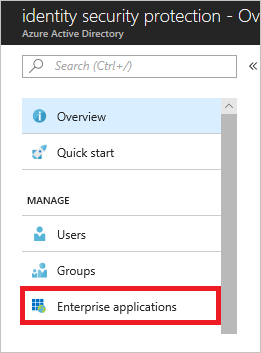 identity security protection - Ov
Azure Active Directory
Search (Ctrl+/)
Overview
Quick start
MANAGE
Users
Groups
Enterprise applications